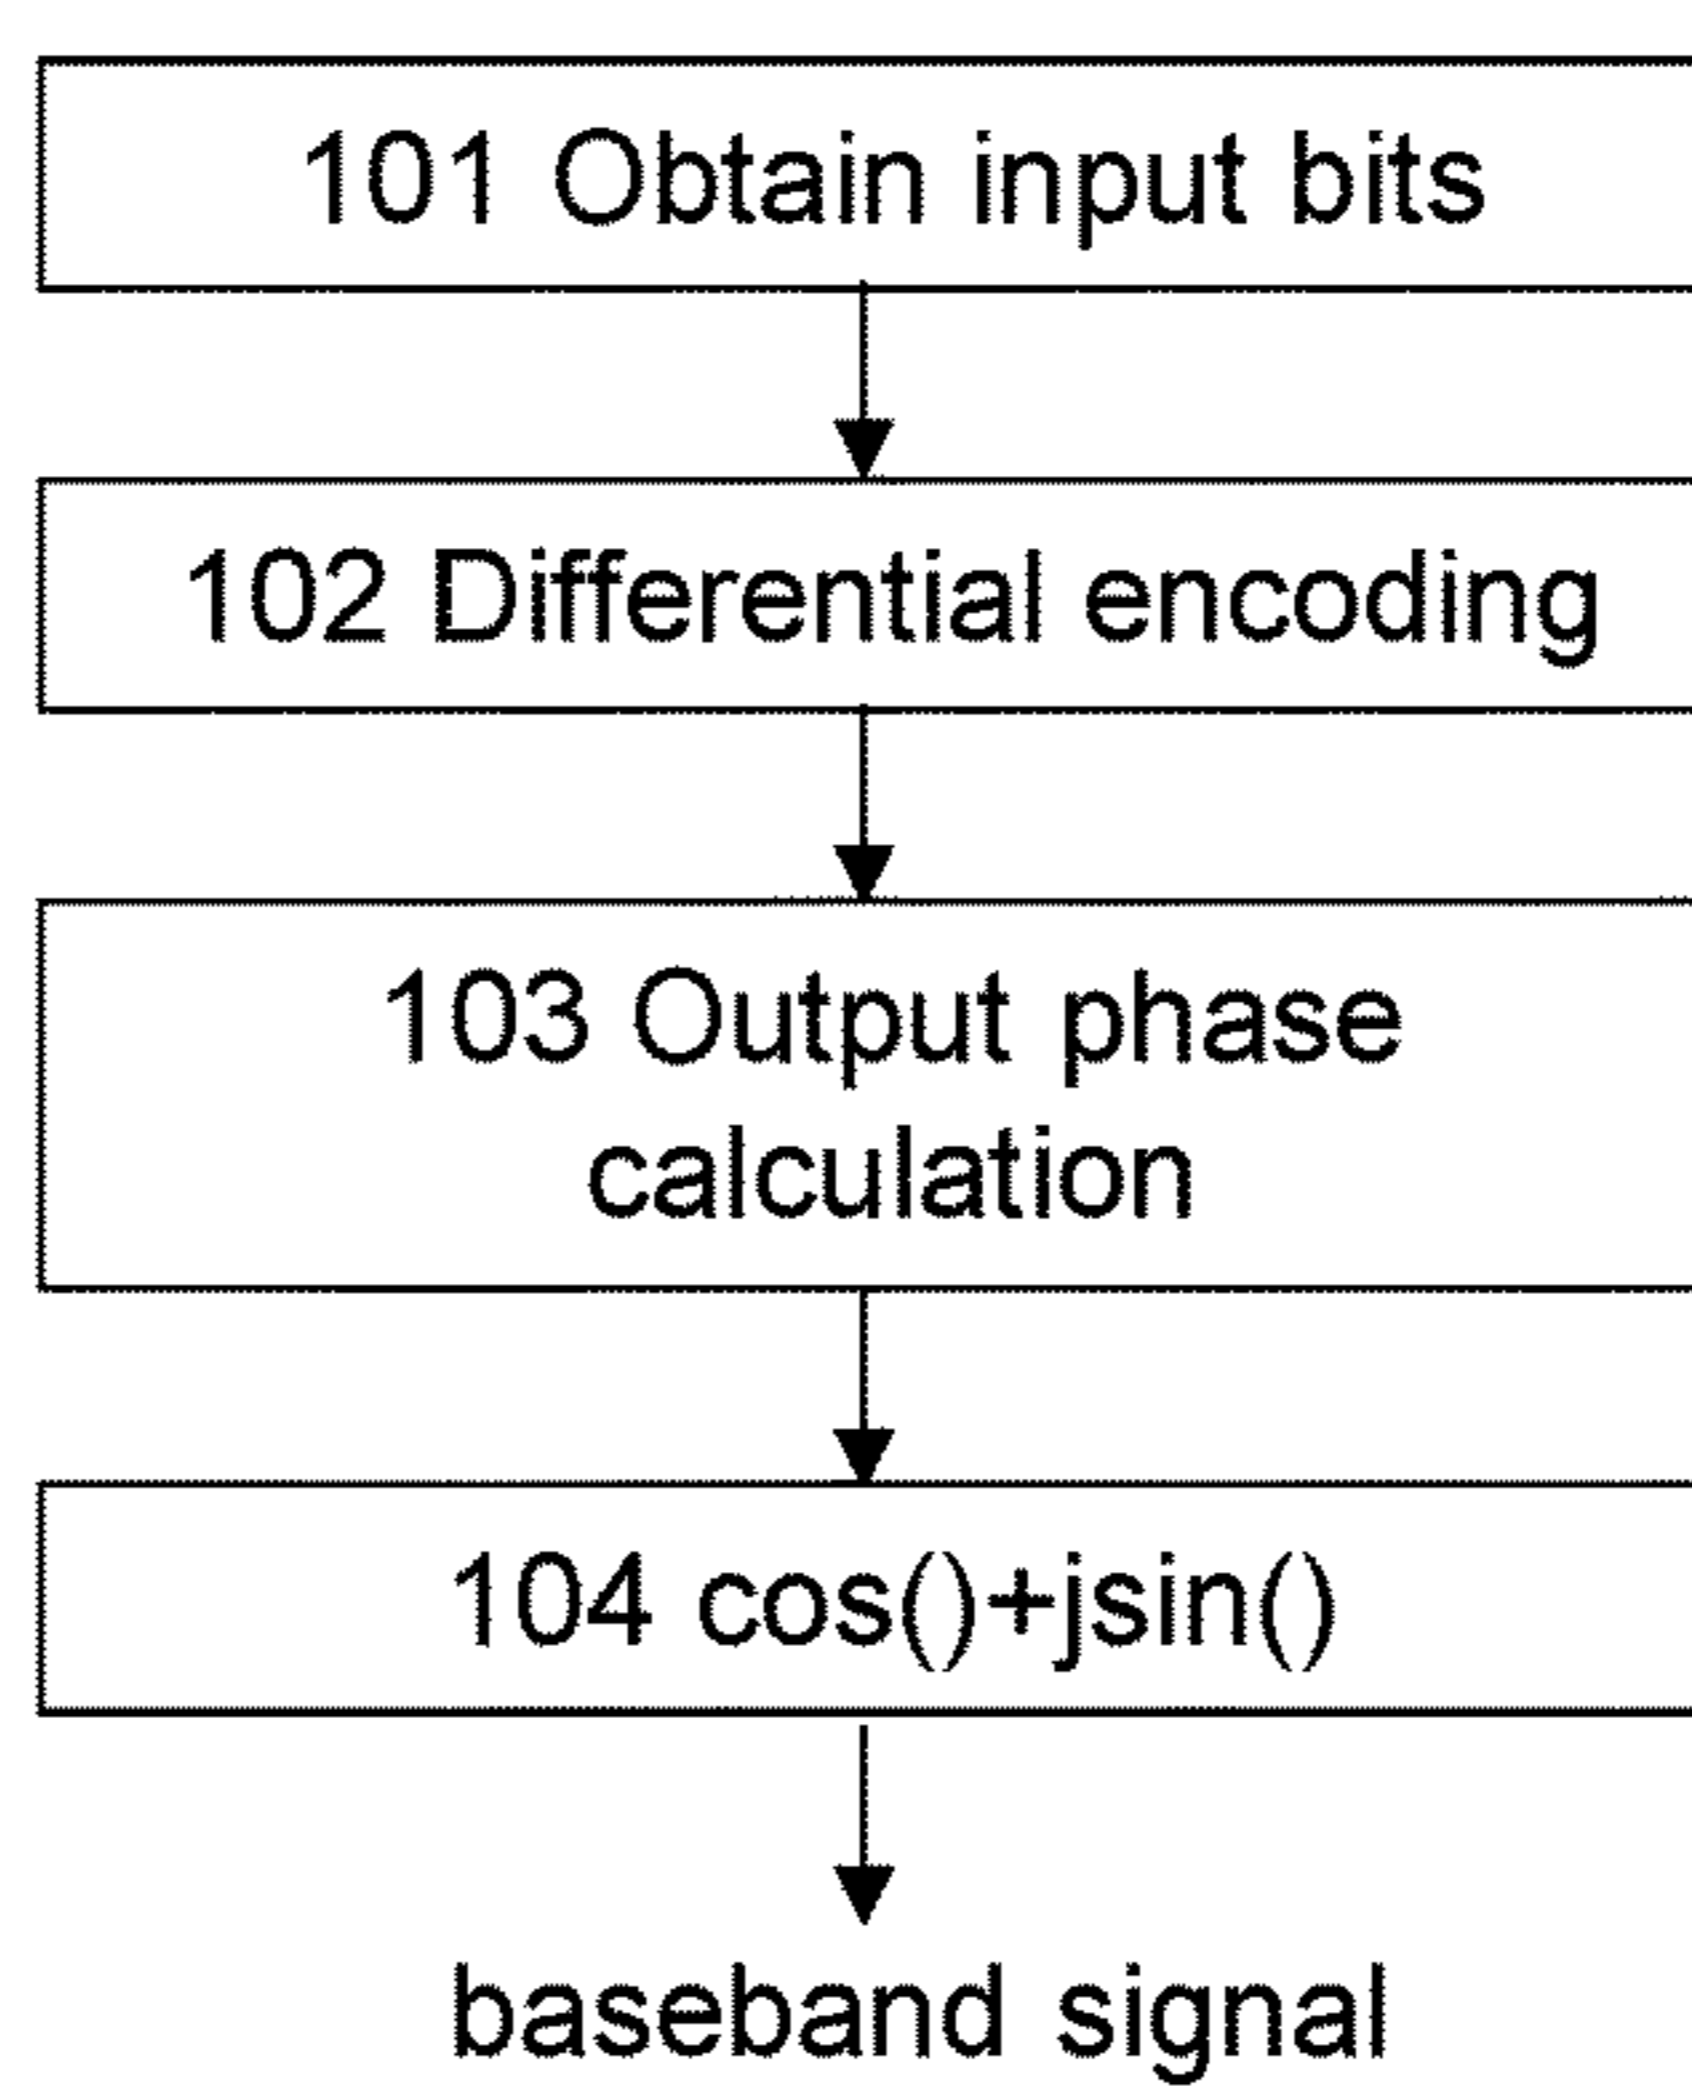 101 Obtain input bits
102 Differential encoding
103 Output phase
calculation
104 cos()+jsin()
baseband signal